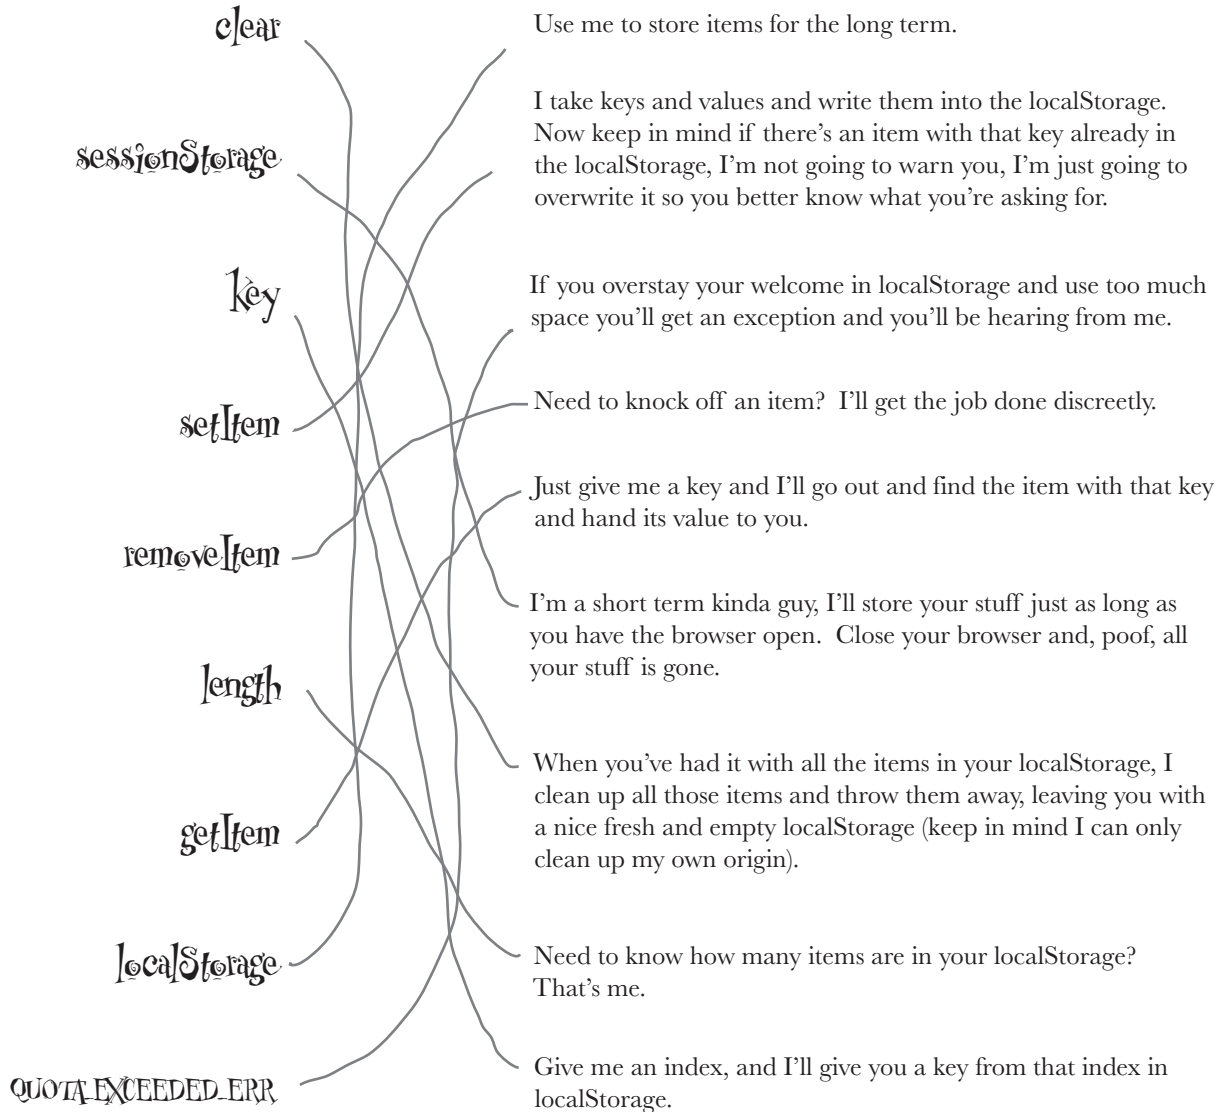 clear
Use me to store items for the long term.
sessionStorage
I take keys and values and write them into the localStorage.
Now keep in mind if there’s an item with that key already in
the localStorage, I’m not going to warn you, I’m just going to
overwrite it so you better know what you’re asking for.
key
If you overstay your welcome in localStorage and use too much
space you’ll get an exception and you’ll be hearing from me.
setItem
Need to knock off an item? I’ll get the job done discreetly.
removeItem
Just give me a key and I’ll go out and find the item with that key
and hand its value to you.
length
I’m a short term kinda guy, I’ll store your stuff just as long as
you have the browser open. Close your browser and, poof, all
your stuff is gone.
getItem
When you’ve had it with all the items in your localStorage, I
clean up all those items and throw them away, leaving you with
a nice fresh and empty localStorage (keep in mind I can only
clean up my own origin).
localStorage
Need to know how many items are in your localStorage?
That’s me.
QUOTA_EXCEEDED_ERR
Give me an index, and I’ll give you a key from that index in
localStorage.